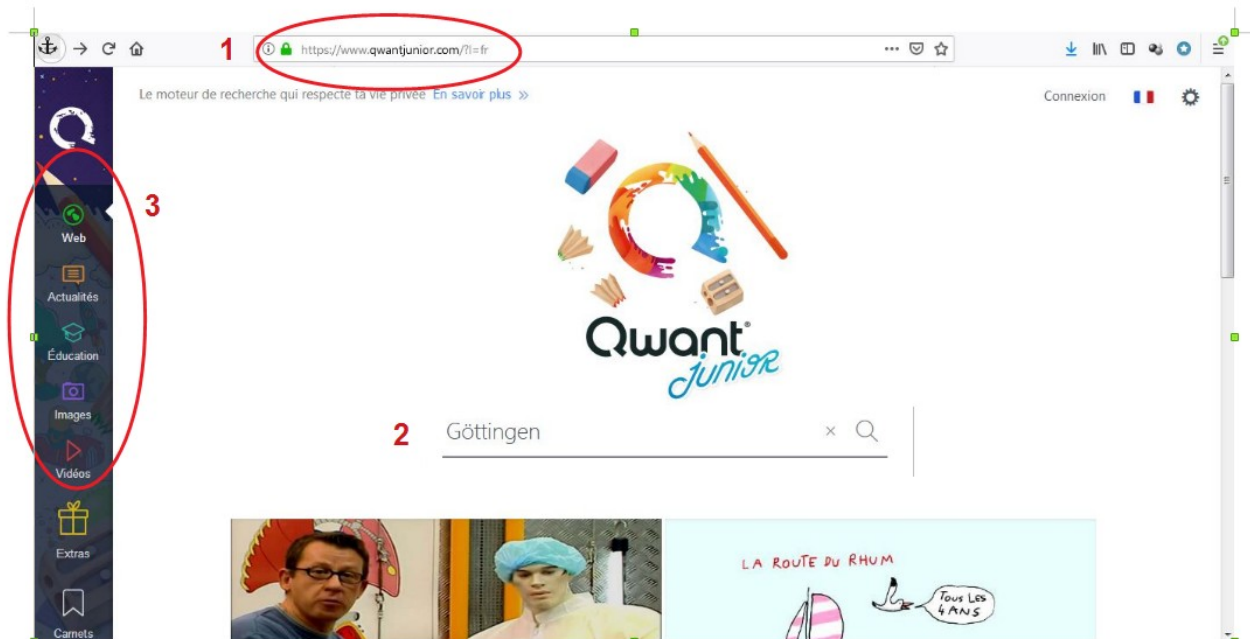 1
https://www.qwantjunior.com/?l=fr
Le moteur de recherche qui respecte ta vie privée En savoir plus »
Connexion
3
Web
Actualités
Éducation
Images
Vidéos
Extras
Carnets
Qwant®
junior
2
Göttingen
×
LA ROUTE DU RHUM
TOUS LES
4 ANS